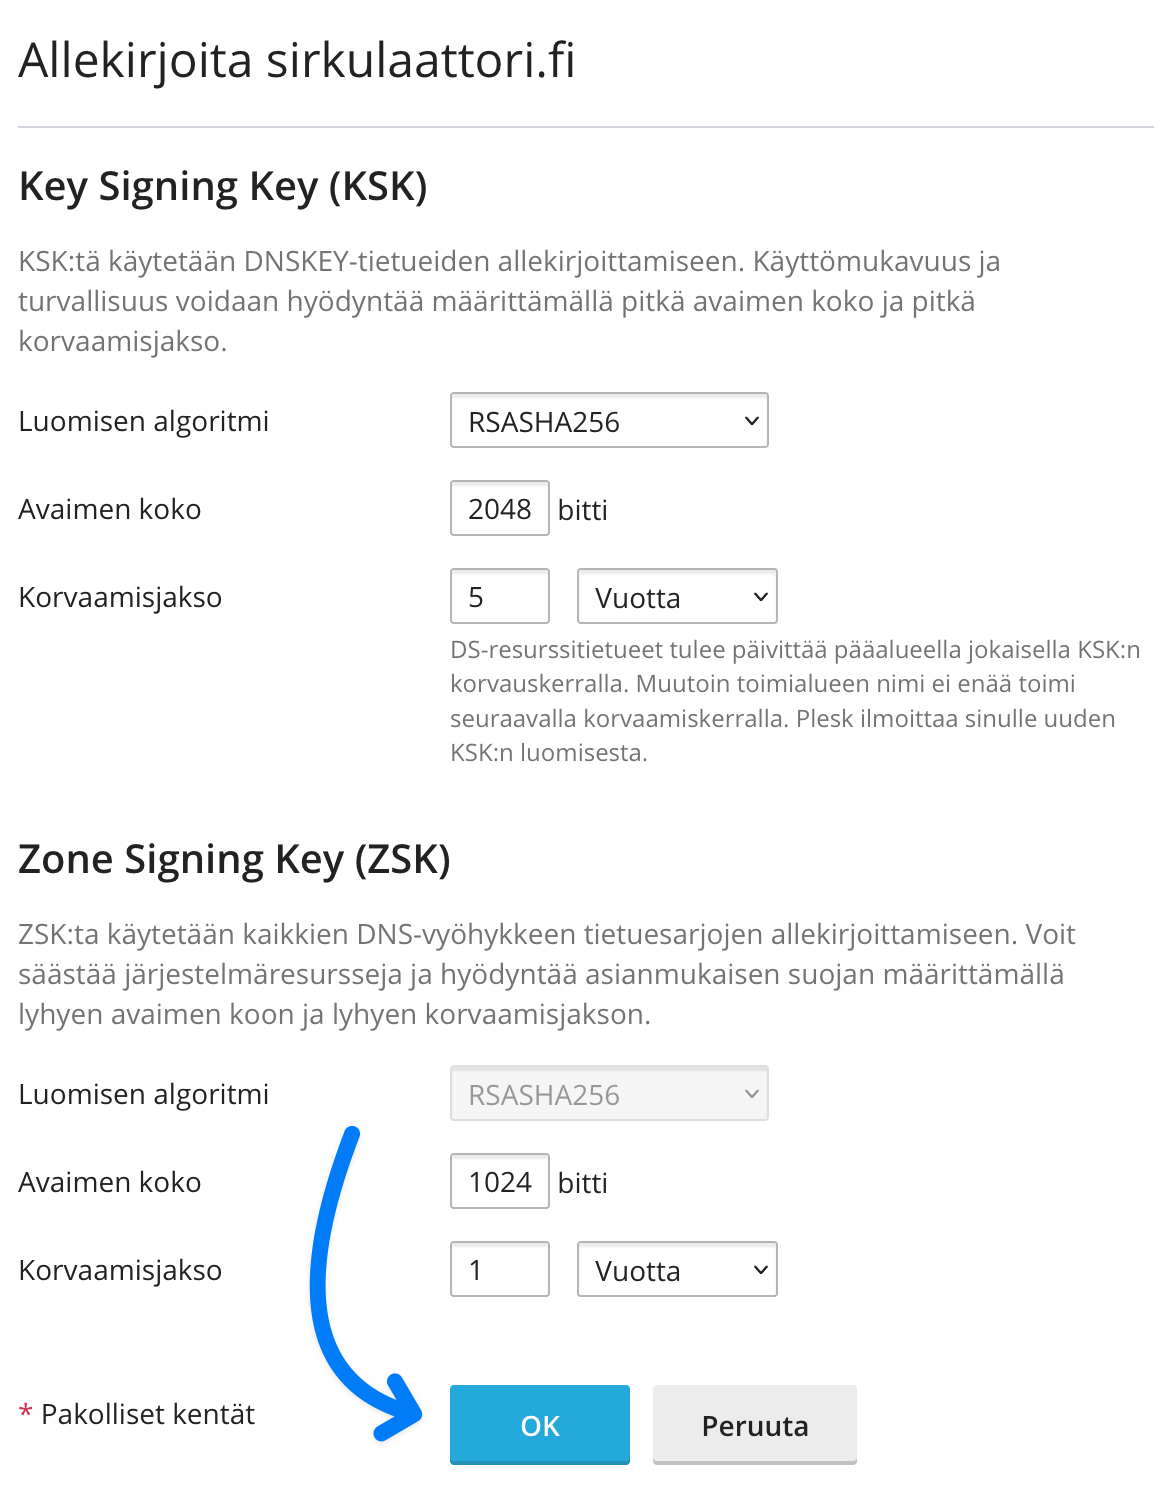 Allekirjoita sirkulaattori.fi
Key Signing Key (KSK)
KSK:tä käytetään DNSKEY-tietueiden allekirjoittamiseen. Käyttömukavuus ja
turvallisuus voidaan hyödyntää määrittämällä pitkä avaimen koko ja pitkä
korvaamisjakso.
Luomisen algoritmi RSASHA256
Avaimen koko 2048 bitti
Korvaamisjakso 5 Vuotta
DS-resurssitietueet tulee päivittää pääalueella jokaisella KSK:n
korvauskerralla. Muutoin toimialueen nimi ei enää toimi
seuraavalla korvaamiskerralla. Plesk ilmoittaa sinulle uuden
KSK:n luomisesta.
Zone Signing Key (ZSK)
ZSK:ta käytetään kaikkien DNS-vyöhykkeen tietuesarjojen allekirjoittamiseen. Voit
säästää järjestelmäresursseja ja hyödyntää asianmukaisen suojan määrittämällä
lyhyen avaimen koon ja lyhyen korvaamisjakson.
Luomisen algoritmi RSASHA256
Avaimen koko 1024 bitti
Korvaamisjakso 1 Vuotta
* Pakolliset kentät OK Peruuta